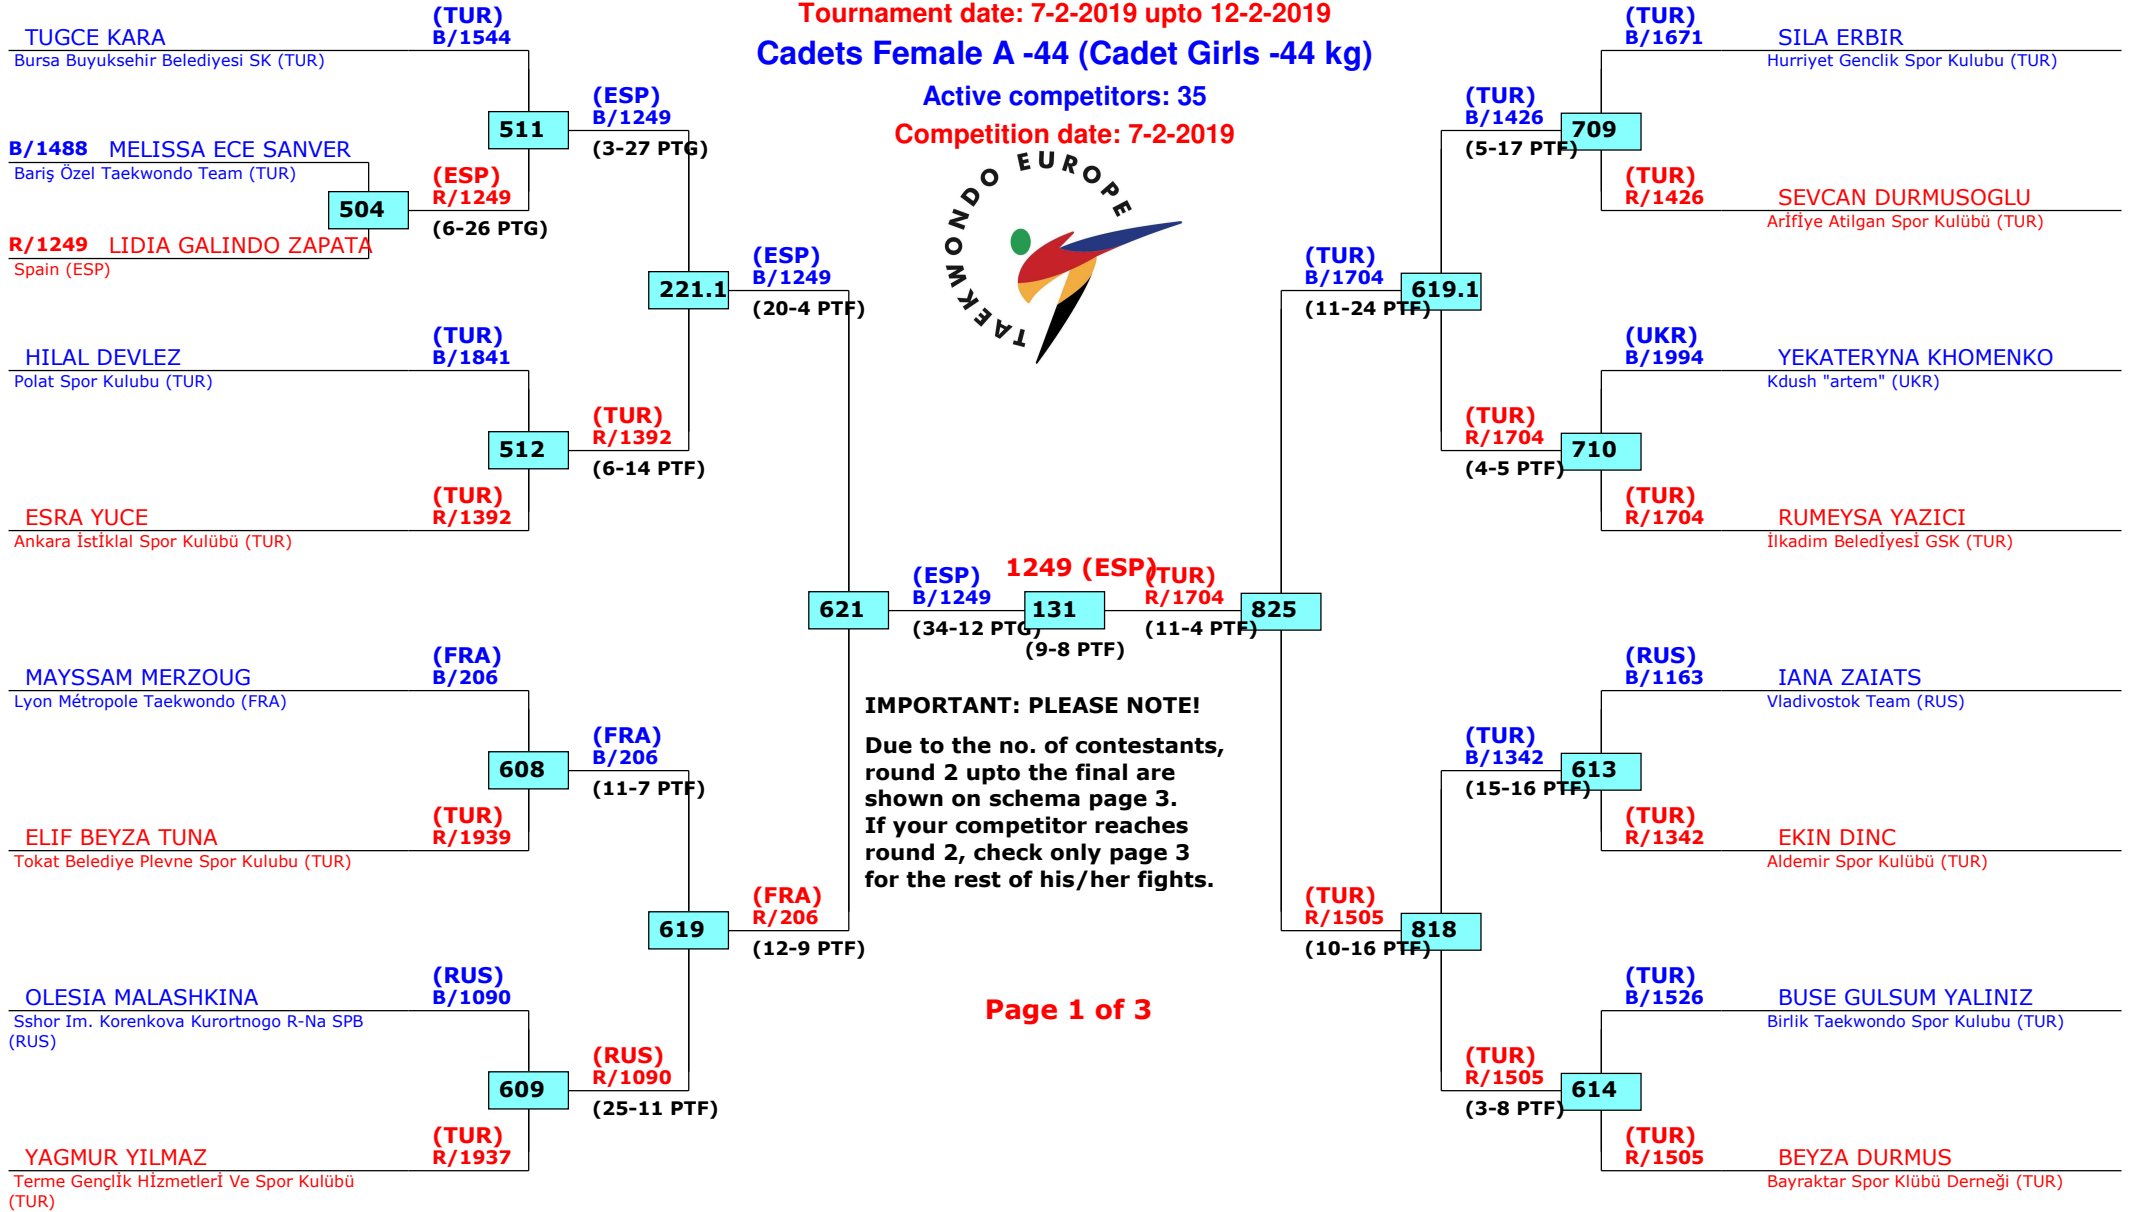 Tournament date: 7-2-2019 upto 12-2-2019
Cadets Female A -44 (Cadet Girls -44 kg)
Active competitors: 35
Competition date: 7-2-2019
TAEKWONDO EUROPE
TUGCE KARA
Bursa Buyuksehir Belediyesi SK (TUR)
(TUR)
B/1544
B/1488 MELISSA ECE SANVER
Bariş Özel Taekwondo Team (TUR)
504
R/1249 LIDIA GALINDO ZAPATA
Spain (ESP)
(ESP)
R/1249
(6-26 PTG)
511
(ESP)
B/1249
(3-27 PTG)
HILAL DEVLEZ
Polat Spor Kulubu (TUR)
(TUR)
B/1841
512
ESRA YUCE
Ankara İstİklal Spor Kulübü (TUR)
(TUR)
R/1392
(TUR)
R/1392
(6-14 PTF)
221.1
(ESP)
B/1249
(20-4 PTF)
MAYSSAM MERZOUG
Lyon Métropole Taekwondo (FRA)
(FRA)
B/206
608
ELIF BEYZA TUNA
Tokat Belediye Plevne Spor Kulubu (TUR)
(TUR)
R/1939
(FRA)
B/206
(11-7 PTF)
619
OLESIA MALASHKINA
Sshor Im. Korenkova Kurortnogo R-Na SPB
(RUS)
(RUS)
B/1090
609
YAGMUR YILMAZ
Terme Gençlİk Hİzmetlerİ Ve Spor Kulübü
(TUR)
(TUR)
R/1937
(RUS)
R/1090
(25-11 PTF)
(FRA)
R/206
(12-9 PTF)
621
(ESP)
B/1249
(34-12 PTG)
1249 (ESP)
131
(9-8 PTF)
(TUR)
R/1704
(11-4 PTF)
825
IMPORTANT: PLEASE NOTE!
Due to the no. of contestants,
round 2 upto the final are
shown on schema page 3.
If your competitor reaches
round 2, check only page 3
for the rest of his/her fights.
Page 1 of 3
(TUR)
B/1704
(11-24 PTF)
619.1
(TUR)
B/1426
(5-17 PTF)
709
(TUR)
B/1671
SILA ERBIR
Hurriyet Genclik Spor Kulubu (TUR)
(TUR)
R/1426
SEVCAN DURMUSOGLU
Arİfİye Atilgan Spor Kulübü (TUR)
(TUR)
R/1704
(4-5 PTF)
710
(UKR)
B/1994
YEKATERYNA KHOMENKO
Kdush "artem" (UKR)
(TUR)
R/1704
RUMEYSA YAZICI
İlkadim Beledİyesİ GSK (TUR)
(TUR)
R/1505
(10-16 PTF)
818
(TUR)
B/1342
(15-16 PTF)
613
(RUS)
B/1163
IANA ZAIATS
Vladivostok Team (RUS)
(TUR)
R/1342
EKIN DINC
Aldemir Spor Kulübü (TUR)
(TUR)
R/1505
(3-8 PTF)
614
(TUR)
B/1526
BUSE GULSUM YALINIZ
Birlik Taekwondo Spor Kulubu (TUR)
(TUR)
R/1505
BEYZA DURMUS
Bayraktar Spor Klübü Derneği (TUR)